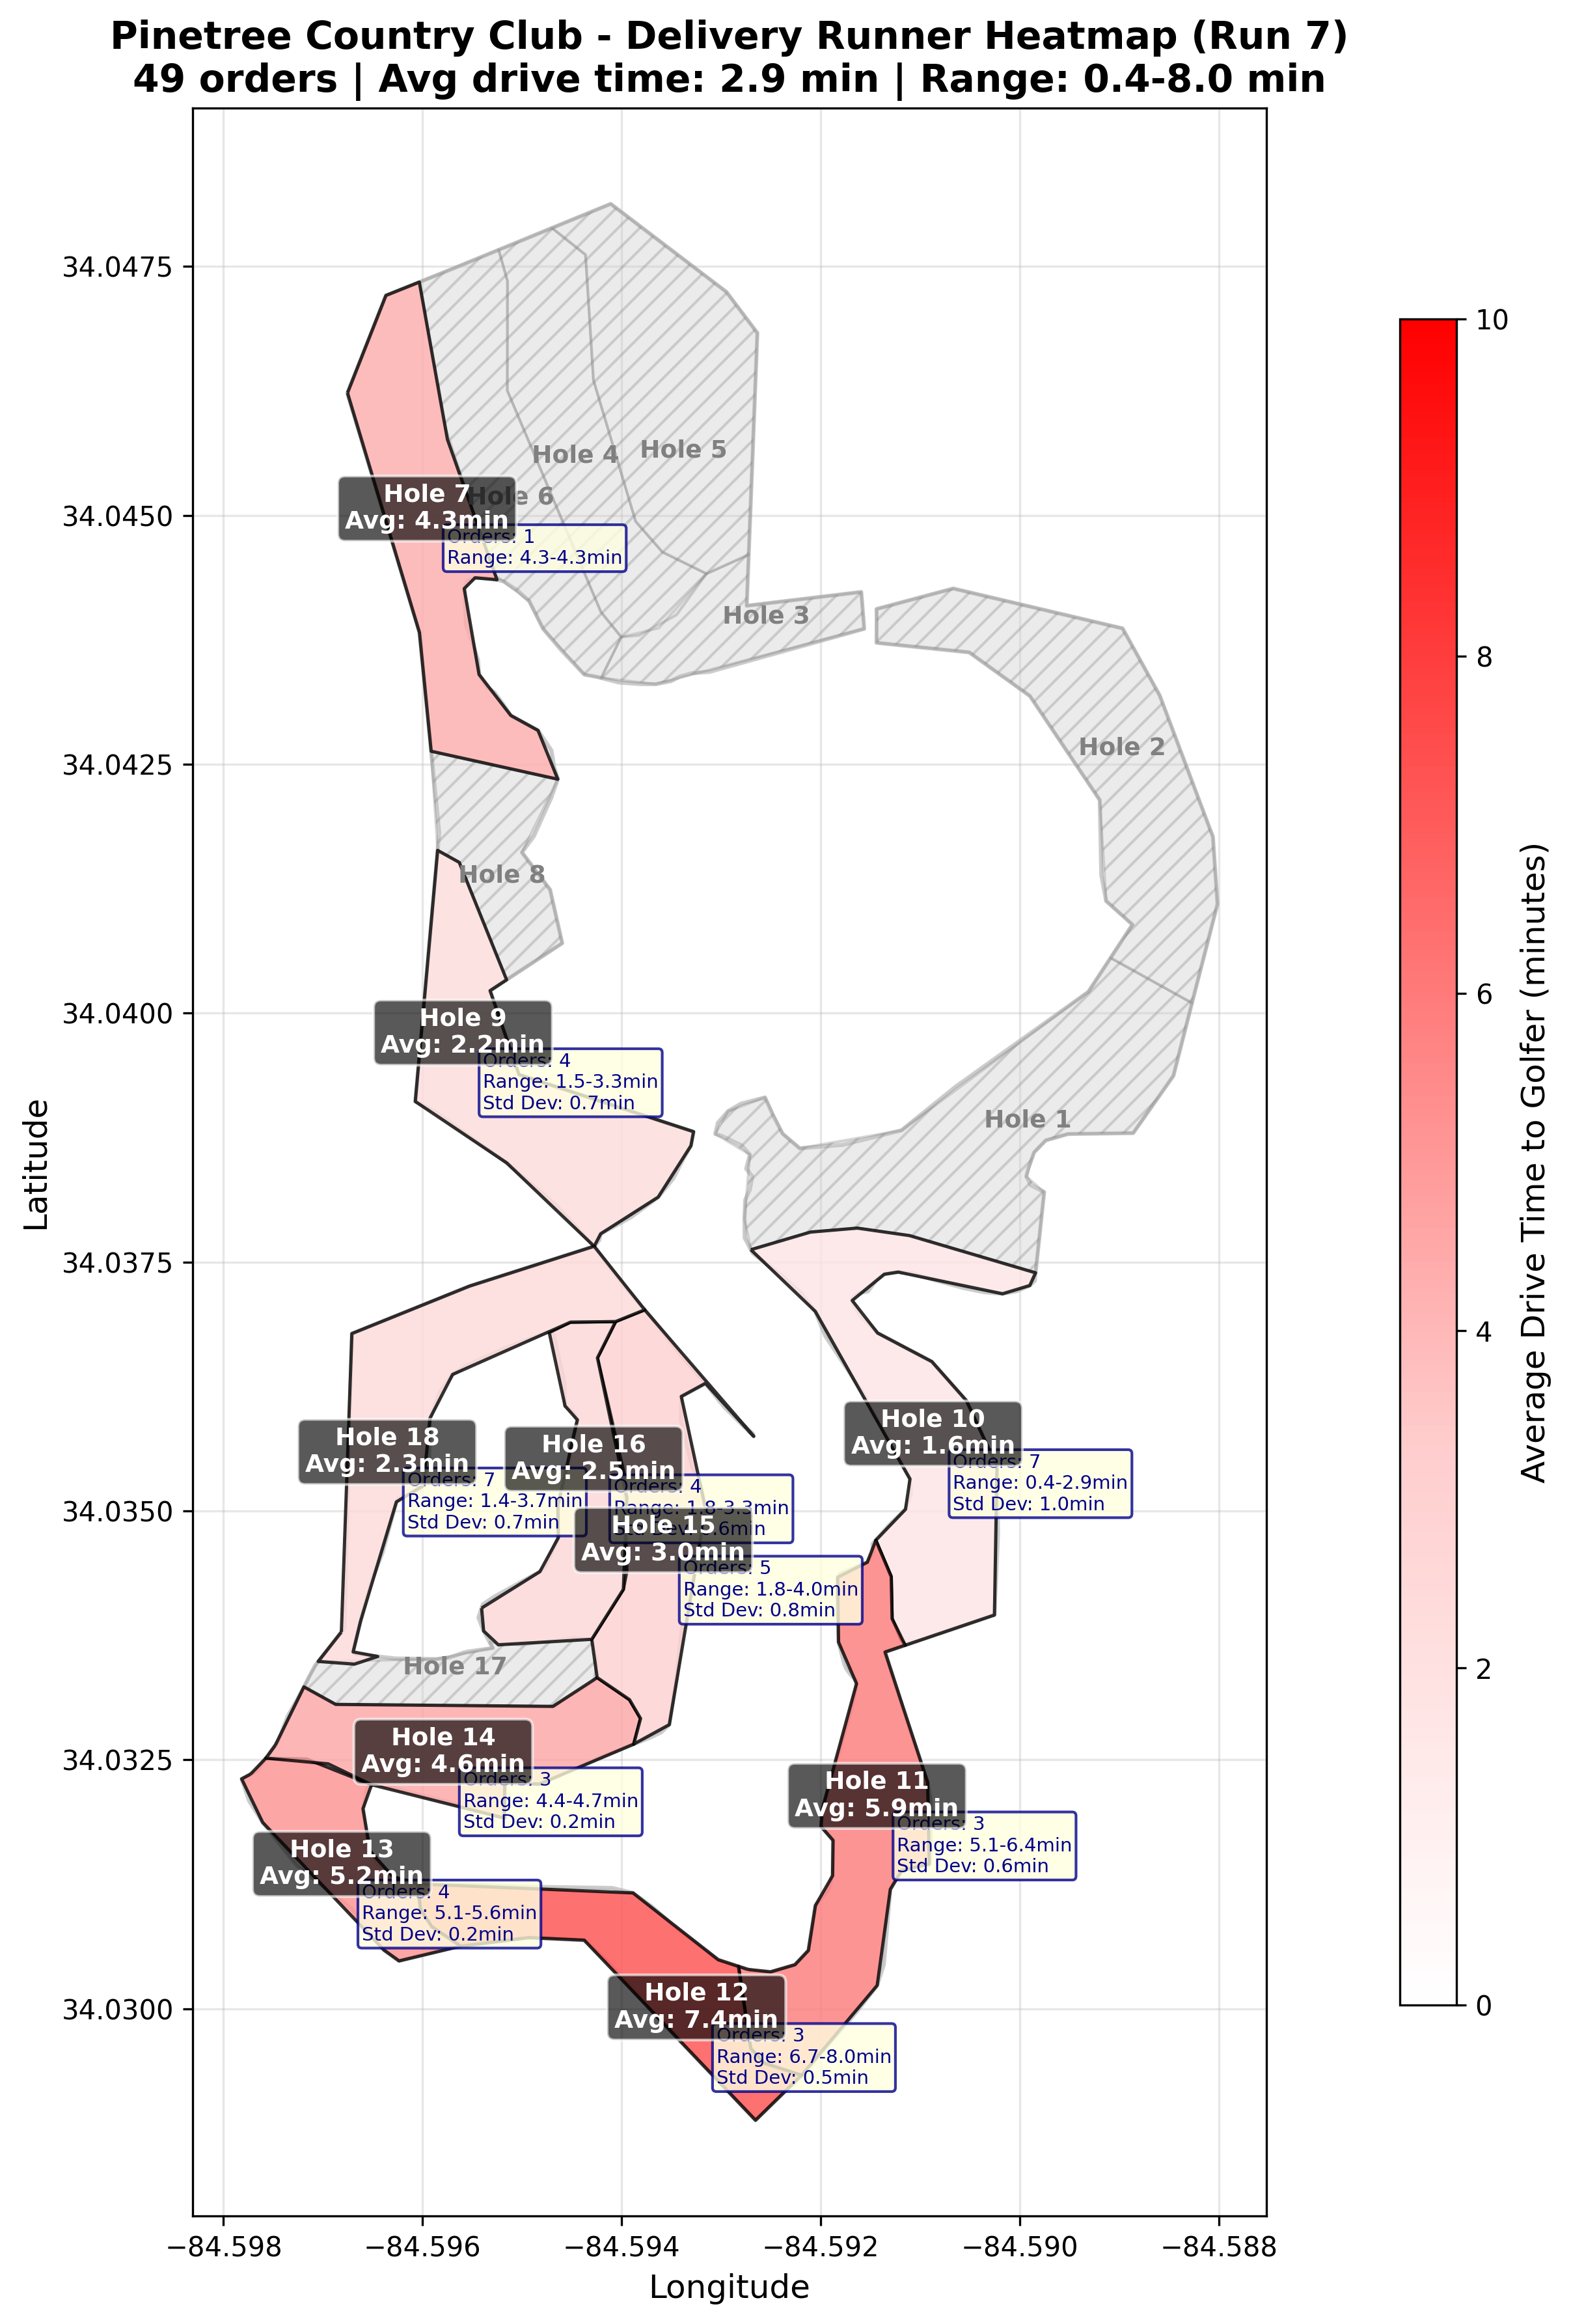 Pinetree Country Club - Delivery Runner Heatmap (Run 7)
49 orders | Avg drive time: 2.9 min | Range: 0.4-8.0 min
Latitude
34.0475
34.0450
34.0425
34.0400
34.0375
34.0350
34.0325
34.0300
Hole 4
Hole 5
Hole 6
Hole 7
Avg: 4.3min
Orders: 1
Range: 4.3-4.3min
Hole 3
Hole 2
Hole 8
Hole 9
Avg: 2.2min
Orders: 4
Range: 1.5-3.3min
Std Dev: 0.7min
Hole 1
Hole 10
Avg: 1.6min
Orders: 7
Range: 0.4-2.9min
Std Dev: 1.0min
Hole 18
Avg: 2.3min
Orders: 7
Range: 1.4-3.7min
Std Dev: 0.7min
Hole 16
Avg: 2.5min
Orders: 4
Range: 1.8-3.3min
Std Dev: 0.6min
Hole 15
Avg: 3.0min
Orders: 5
Range: 1.8-4.0min
Std Dev: 0.8min
Hole 17
Hole 14
Avg: 4.6min
Orders: 3
Range: 4.4-4.7min
Std Dev: 0.2min
Hole 11
Avg: 5.9min
Orders: 3
Range: 5.1-6.4min
Std Dev: 0.6min
Hole 13
Avg: 5.2min
Orders: 4
Range: 5.1-5.6min
Std Dev: 0.2min
Hole 12
Avg: 7.4min
Orders: 3
Range: 6.7-8.0min
Std Dev: 0.5min
−84.598
−84.596
−84.594
−84.592
−84.590
−84.588
Longitude
10
8
6
4
2
0
Average Drive Time to Golfer (minutes)